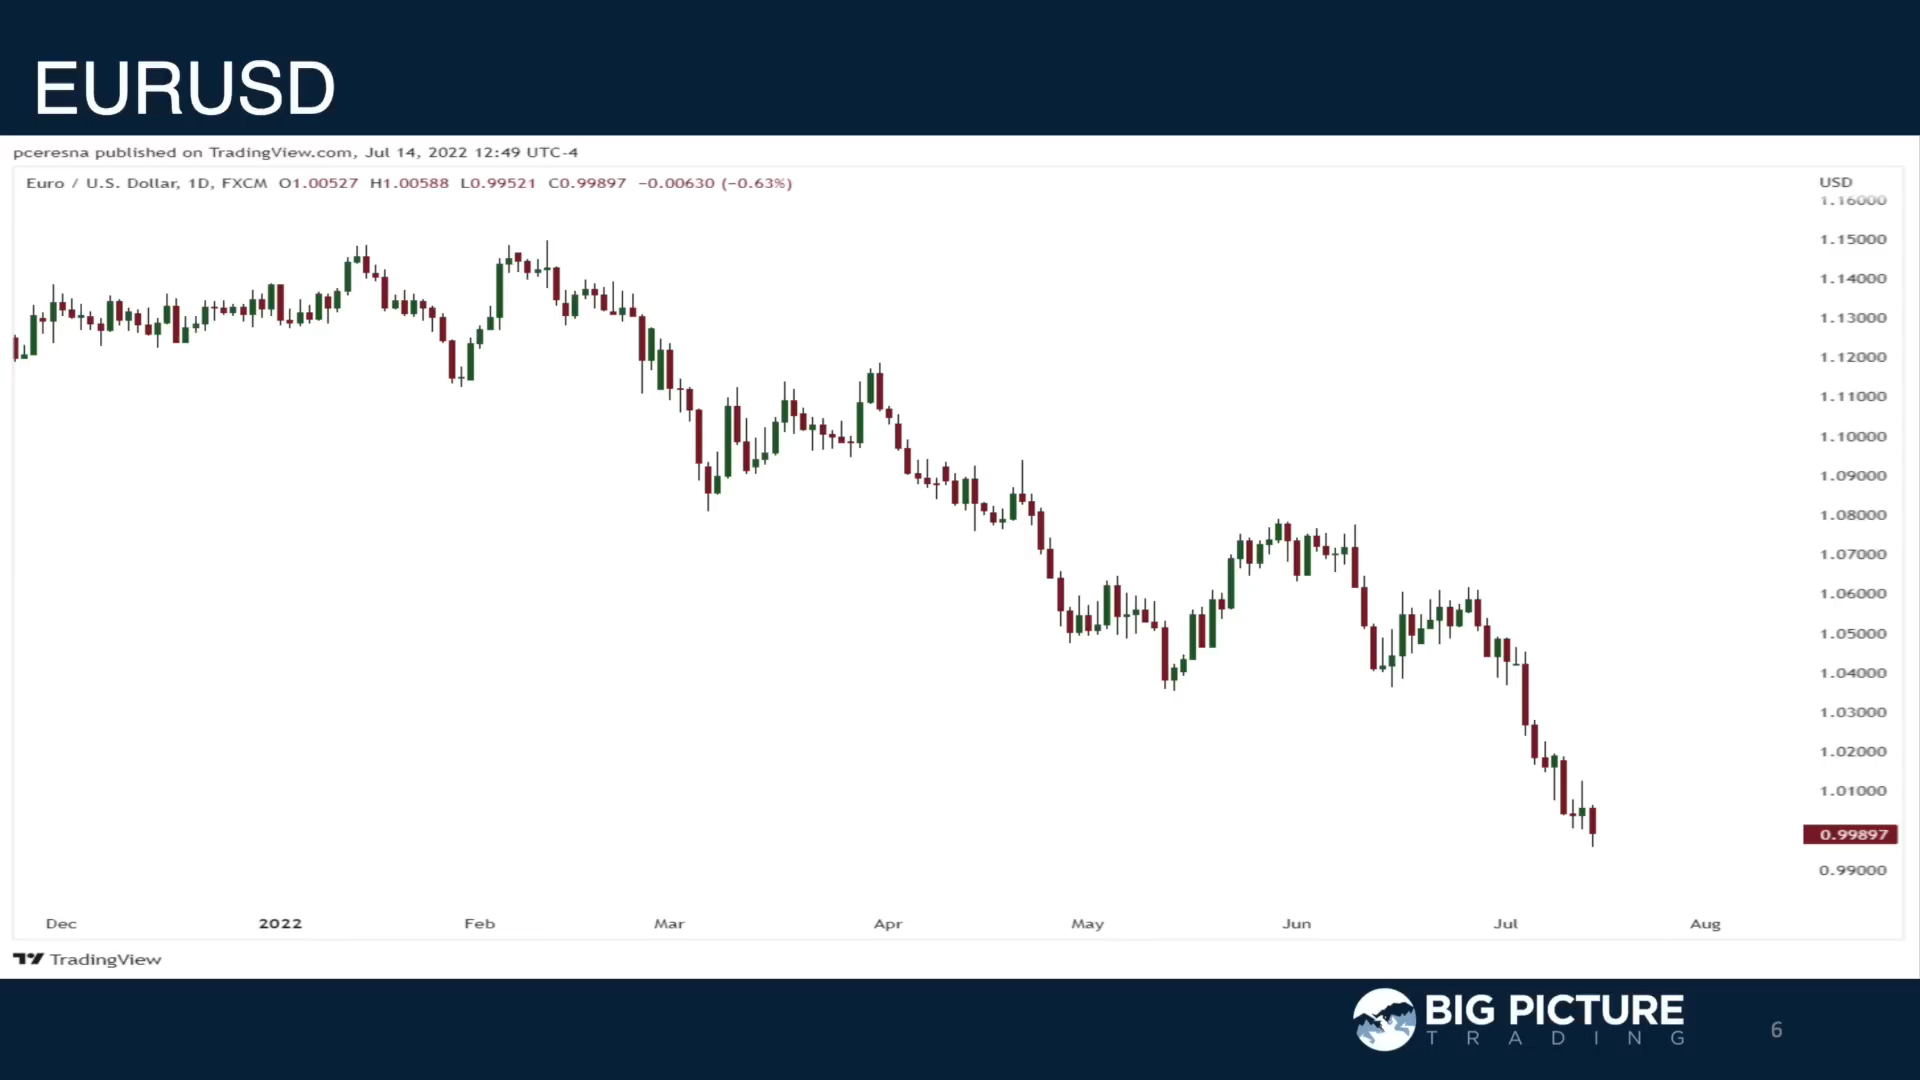 EURUSD
pceresna published on TradingView.com, Jul 14, 2022 12:49 UTC-4
Euro / U.S. Dollar, 1D, FXCM O1.00527 H1.00588 L0.99521 C0.99897 −0.00630 (−0.63%)
USD
1.16000
1.15000
1.14000
1.13000
1.12000
1.11000
1.10000
1.09000
1.08000
1.07000
1.06000
1.05000
1.04000
1.03000
1.02000
1.01000
0.99897
0.99000
Dec 2022 Feb Mar Apr May Jun Jul Aug
TradingView
BIG PICTURE
TRADING
6